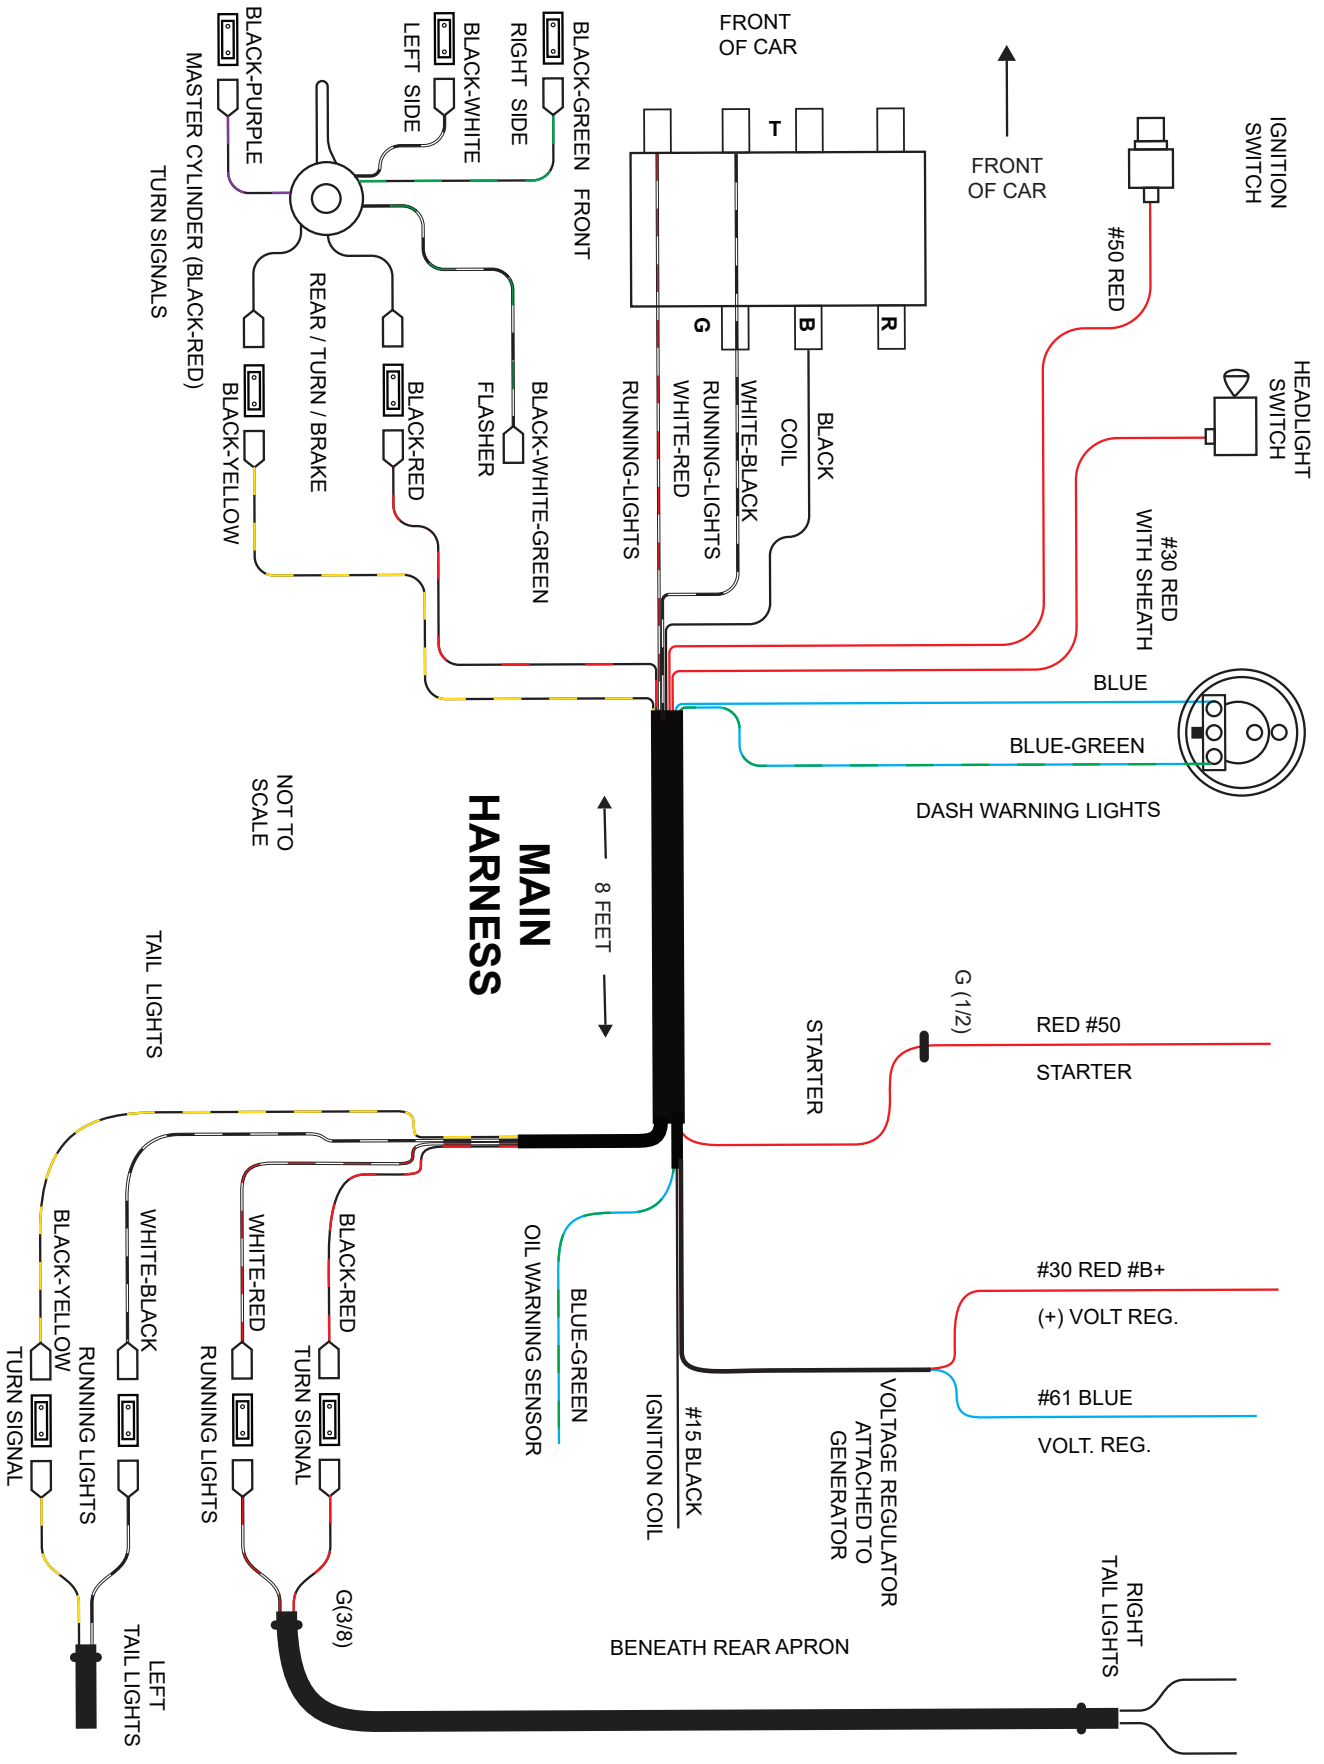 FRONT
OF CAR
FRONT
OF CAR
IGNITION
SWITCH
#50 RED
HEADLIGHT
SWITCH
#30 RED
WITH SHEATH
BLUE
BLUE-GREEN
DASH WARNING LIGHTS
T
G
B
R
BLACK
COIL
WHITE-BLACK
RUNNING-LIGHTS
WHITE-RED
RUNNING-LIGHTS
BLACK-GREEN FRONT
RIGHT SIDE
BLACK-WHITE
LEFT SIDE
BLACK-PURPLE
MASTER CYLINDER (BLACK-RED)
TURN SIGNALS
BLACK-WHITE-GREEN
FLASHER
BLACK-RED
REAR / TURN / BRAKE
BLACK-YELLOW
NOT TO
SCALE
MAIN
HARNESS
8 FEET
TAIL LIGHTS
STARTER
G (1/2)
RED #50
STARTER
#30 RED #B+
(+) VOLT REG.
#61 BLUE
VOLT. REG.
VOLTAGE REGULATOR
ATTACHED TO
GENERATOR
#15 BLACK
IGNITION COIL
BLUE-GREEN
OIL WARNING SENSOR
BLACK-RED
TURN SIGNAL
WHITE-RED
RUNNING LIGHTS
WHITE-BLACK
RUNNING LIGHTS
BLACK-YELLOW
TURN SIGNAL
G(3/8)
LEFT
TAIL LIGHTS
BENEATH REAR APRON
RIGHT
TAIL LIGHTS